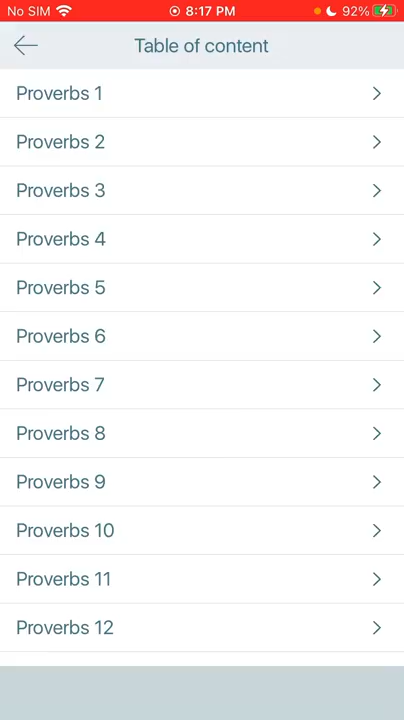 No SIM 8:17 PM 92%
Table of content
Proverbs 1
Proverbs 2
Proverbs 3
Proverbs 4
Proverbs 5
Proverbs 6
Proverbs 7
Proverbs 8
Proverbs 9
Proverbs 10
Proverbs 11
Proverbs 12